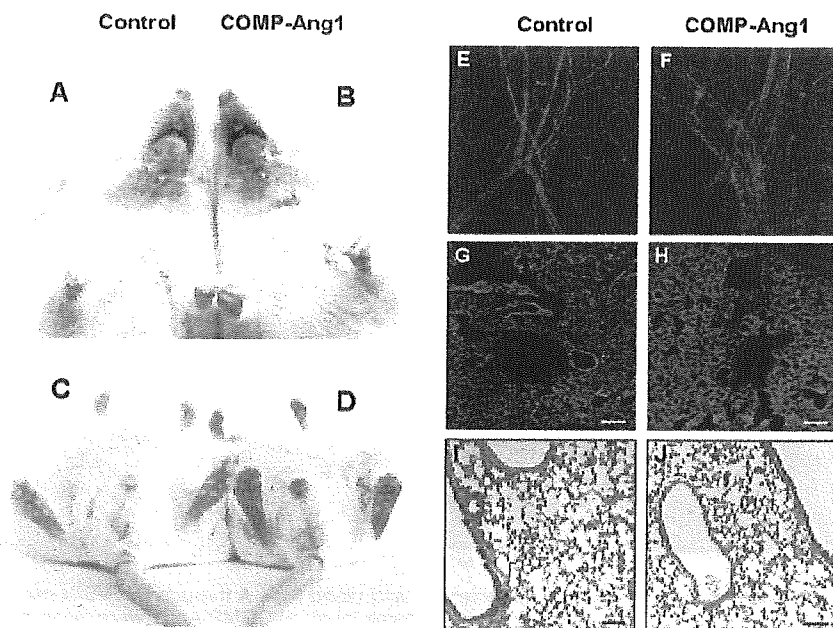 Control COMP-Ang1
Control COMP-Ang1
A B
E F
G H
C D
I J